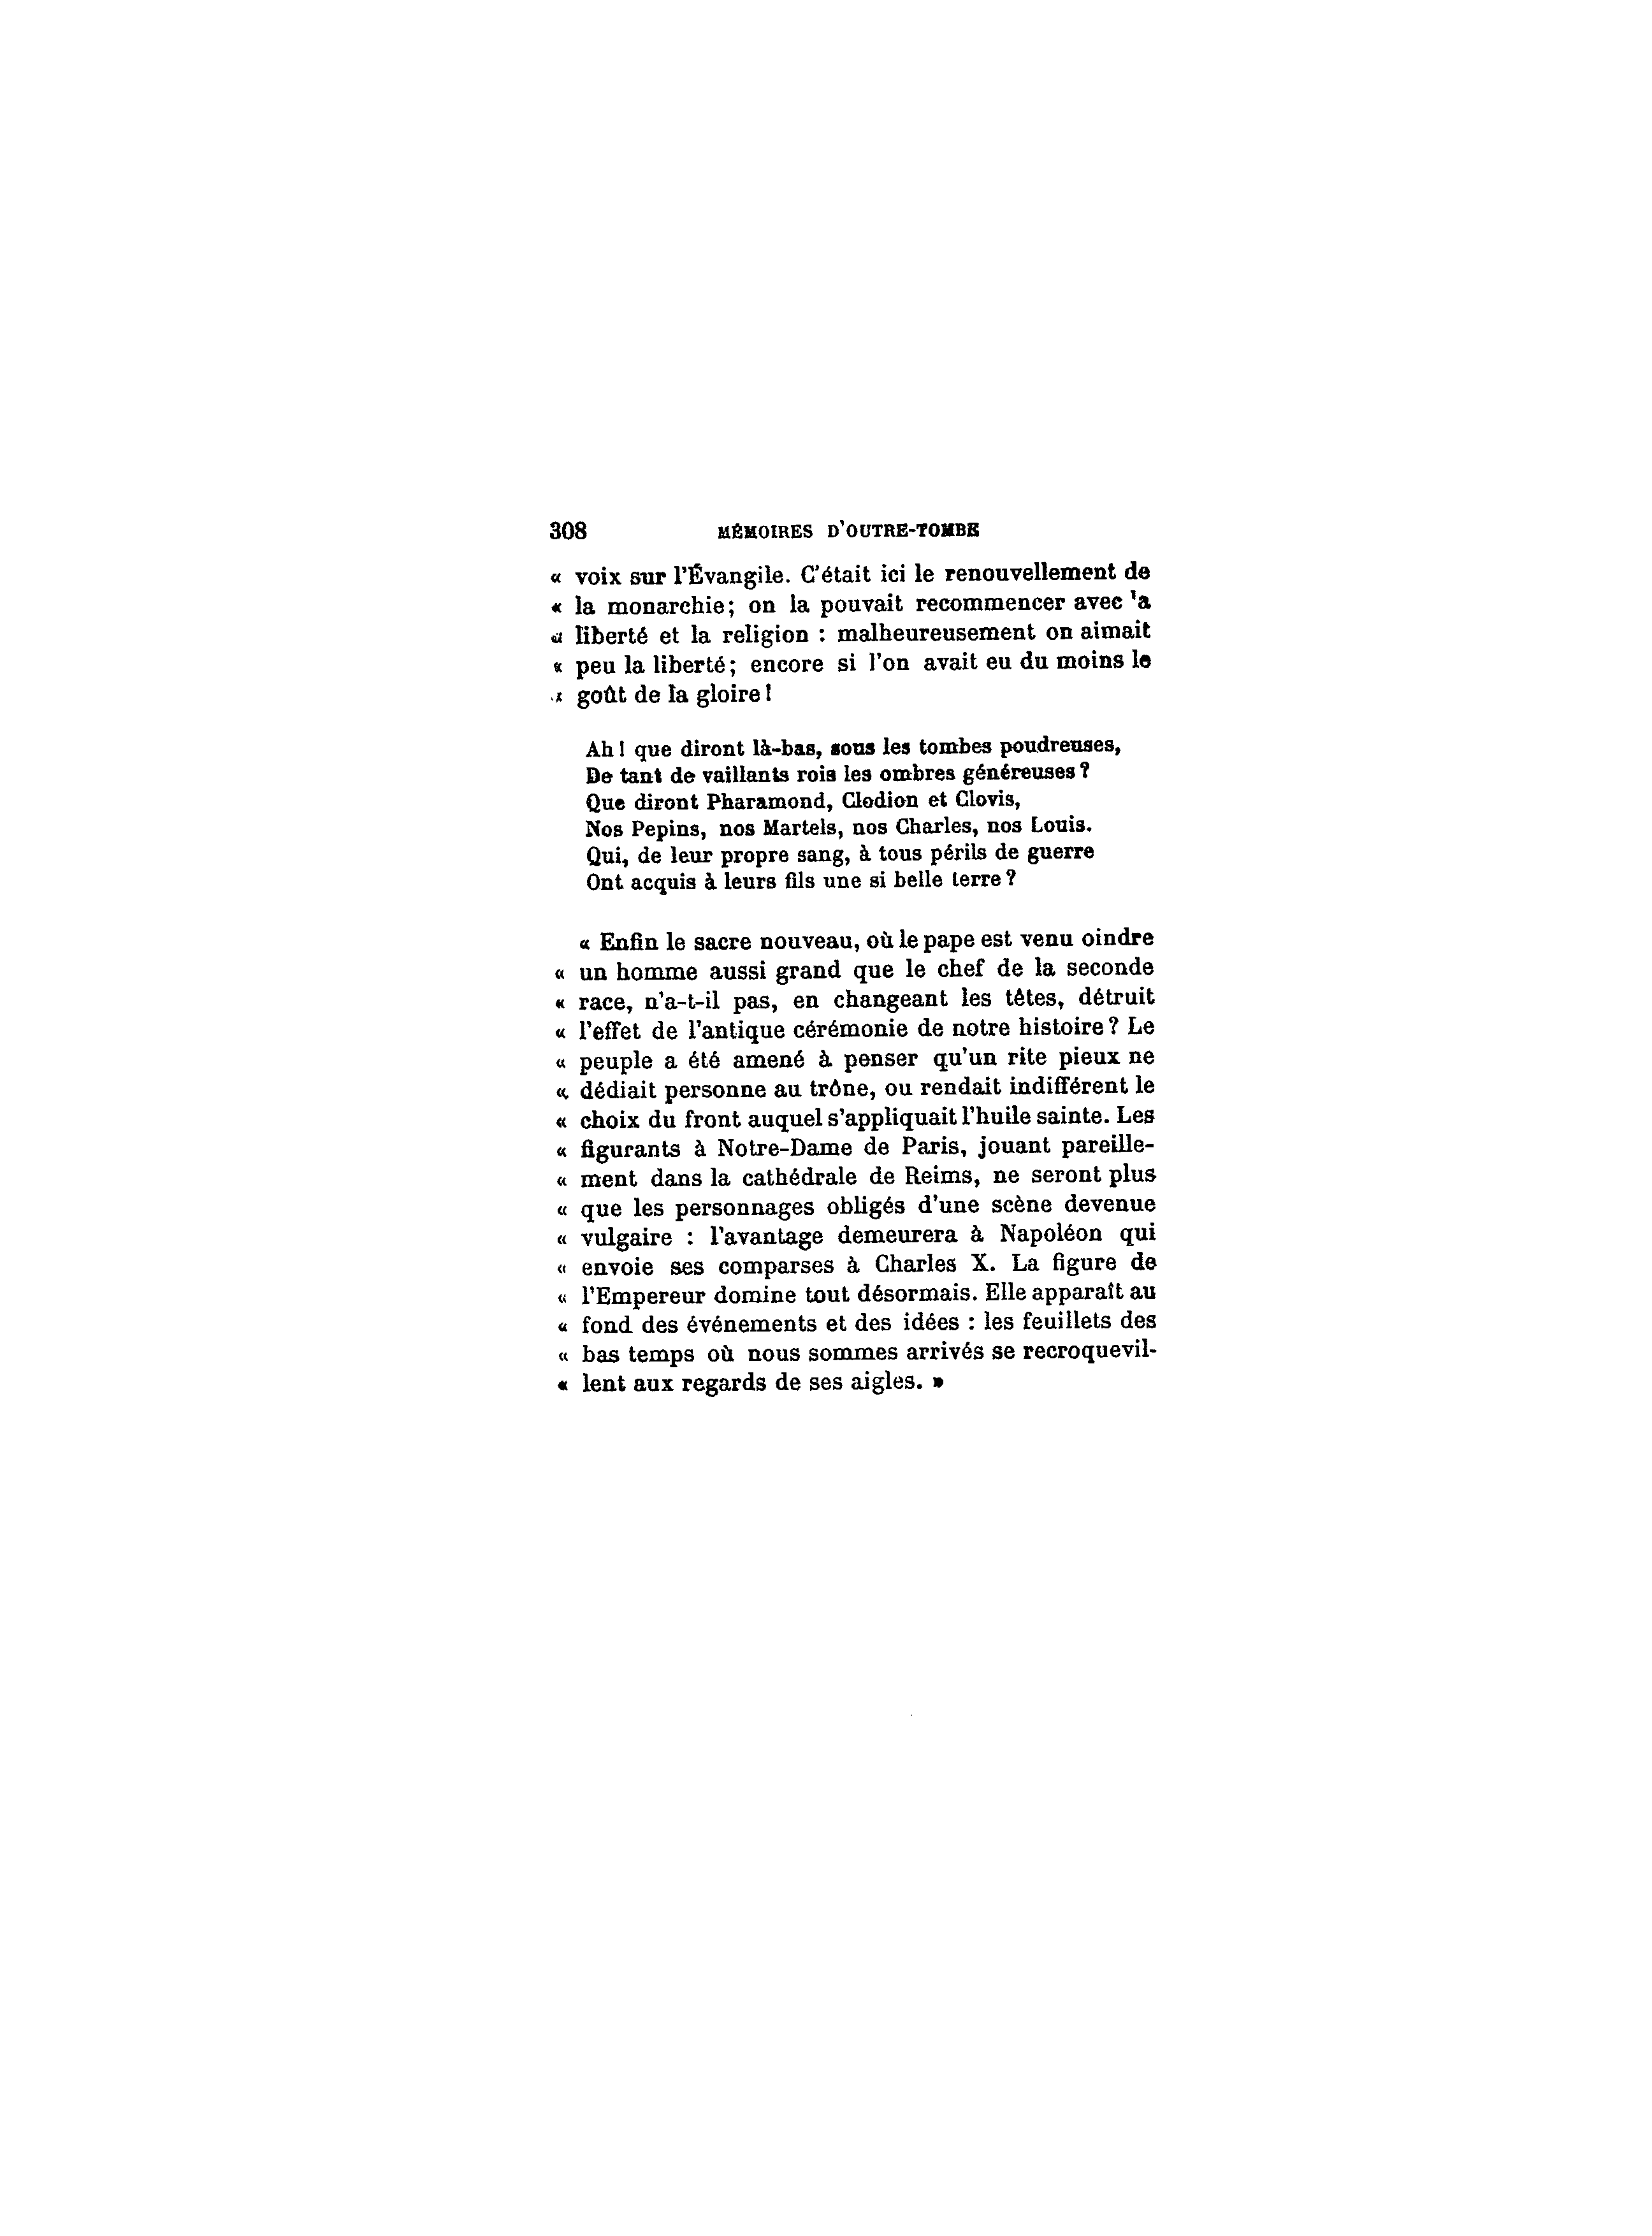 308 MÉMOIRES D'OUTRE-TOMBE
« voix sur l'Évangile. C'était ici le renouvellement de
« la monarchie; on la pouvait recommencer avec 'a
« liberté et la religion : malheureusement on aimait
« peu la liberté; encore si l'on avait eu du moins le
« goût de la gloire!
Ah! que diront là-bas, sous les tombes poudreuses,
De tant de vaillants rois les ombres généreuses?
Que diront Pharamond, Clodion et Clovis,
Nos Pepins, nos Martels, nos Charles, nos Louis.
Qui, de leur propre sang, à tous périls de guerre
Ont acquis à leurs fils une si belle terre?
« Enfin le sacre nouveau, où le pape est venu oindre
« un homme aussi grand que le chef de la seconde
« race, n'a-t-il pas, en changeant les têtes, détruit
« l'effet de l'antique cérémonie de notre histoire? Le
« peuple a été amené à penser qu'un rite pieux ne
« dédiait personne au trône, ou rendait indifférent le
« choix du front auquel s'appliquait l'huile sainte. Les
« figurants à Notre-Dame de Paris, jouant pareille-
« ment dans la cathédrale de Reims, ne seront plus
« que les personnages obligés d'une scène devenue
« vulgaire : l'avantage demeurera à Napoléon qui
« envoie ses comparses à Charles X. La figure de
« l'Empereur domine tout désormais. Elle apparaît au
« fond des événements et des idées : les feuillets des
« bas temps où nous sommes arrivés se recroquevil-
« lent aux regards de ses aigles. »